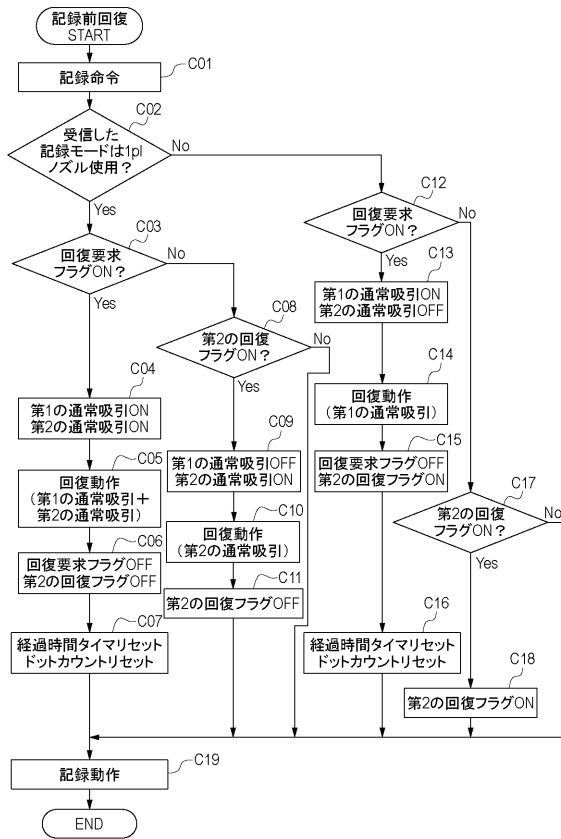 記録前回復
START
記録命令
C01
受信した
記録モードは1pl
ノズル使用？
C02
No
Yes
回復要求
フラグON？
C03
No
Yes
第2の回復
フラグON？
C08
No
Yes
第1の通常吸引ON
第2の通常吸引ON
C04
回復動作
(第1の通常吸引＋
第2の通常吸引)
C05
回復要求フラグOFF
第2の回復フラグOFF
C06
経過時間タイマリセット
ドットカウントリセット
C07
第1の通常吸引OFF
第2の通常吸引ON
C09
回復動作
(第2の通常吸引)
C10
第2の回復フラグOFF
C11
回復要求
フラグON？
C12
No
Yes
第1の通常吸引ON
第2の通常吸引OFF
C13
回復動作
(第1の通常吸引)
C14
回復要求フラグOFF
第2の回復フラグON
C15
経過時間タイマリセット
ドットカウントリセット
C16
第2の回復
フラグON？
C17
No
Yes
第2の回復フラグON
C18
記録動作
C19
END